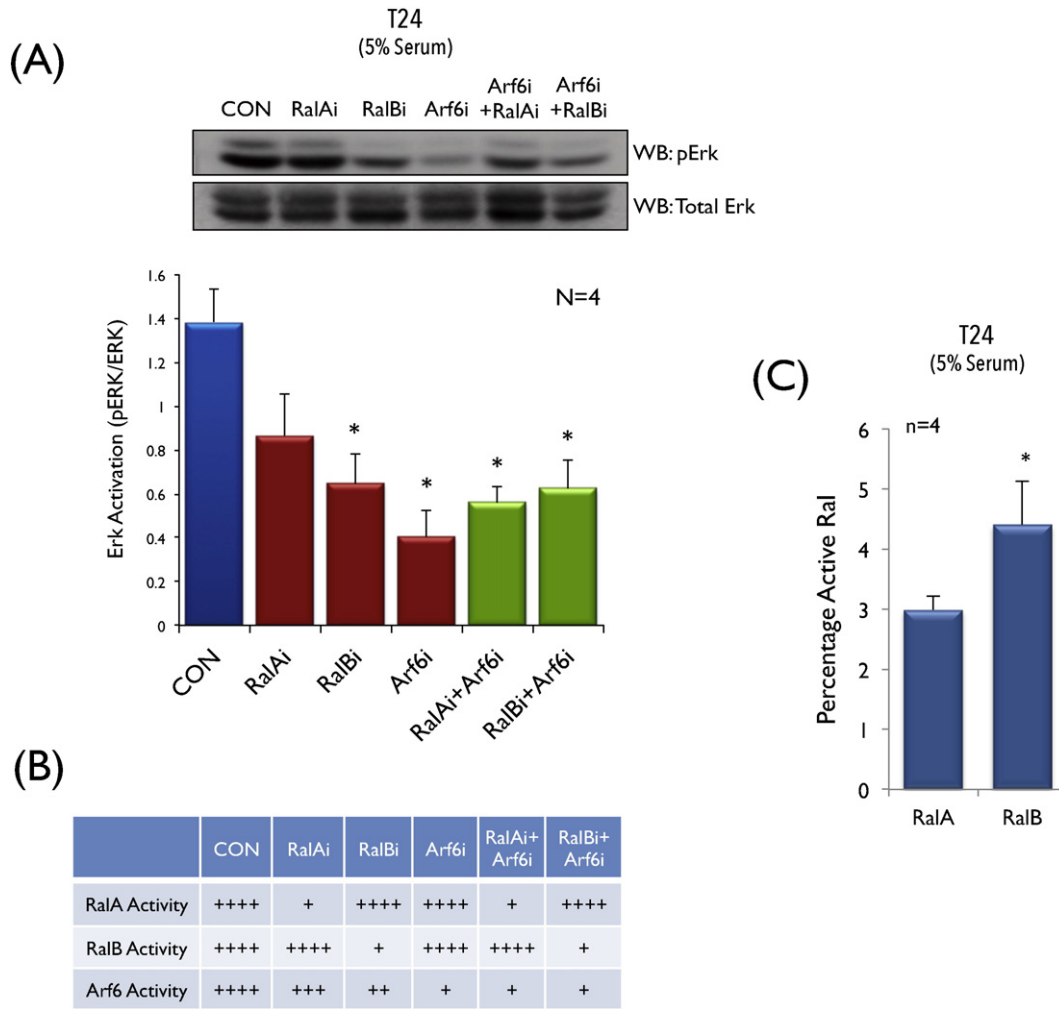 (A)
T24
(5% Serum)
CON RalAi RalBi Arf6i Arf6i +RalAi Arf6i +RalBi
WB: pErk
WB: Total Erk
Erk Activation (pERK/ERK)
1.6
1.4
1.2
1
0.8
0.6
0.4
0.2
0
N=4
* * * *
CON RalAi RalBi Arf6i RalAi+Arf6i RalBi+Arf6i
(B)
CON RalAi RalBi Arf6i RalAi+ Arf6i RalBi+ Arf6i
RalA Activity ++++ + ++++ ++++ + ++++
RalB Activity ++++ ++++ + ++++ ++++ +
Arf6 Activity ++++ +++ ++ + + +
(C)
T24
(5% Serum)
Percentage Active Ral
6
5
4
3
2
1
0
n=4
*
RalA RalB